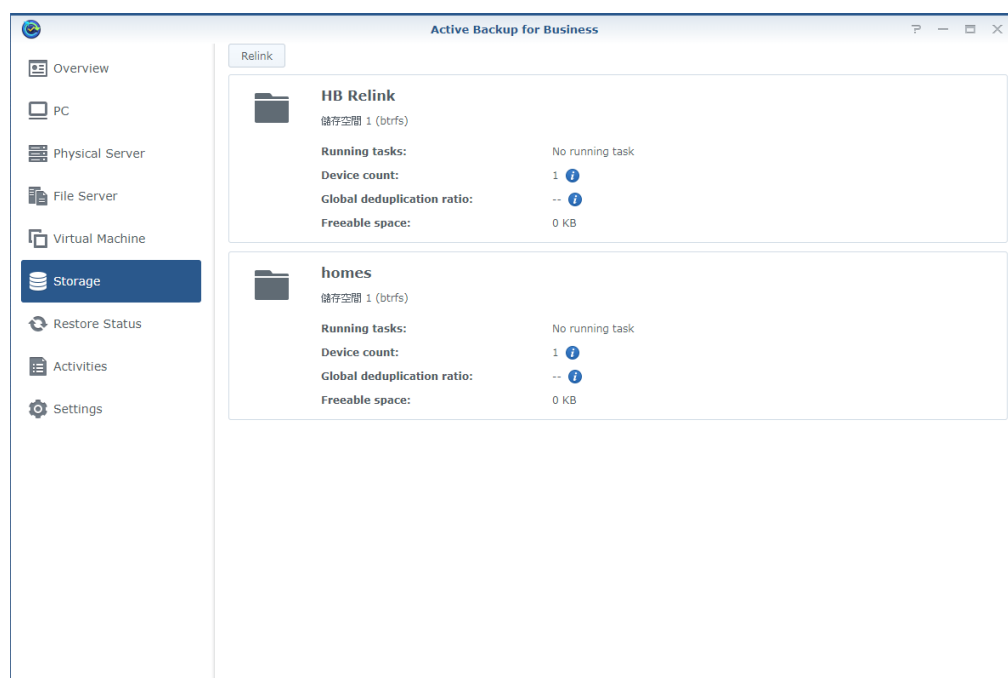 Active Backup for Business
Overview
PC
Physical Server
File Server
Virtual Machine
Storage
Restore Status
Activities
Settings
Relink
HB Relink
儲存空間 1 (btrfs)
Running tasks: No running task
Device count: 1
Global deduplication ratio: --
Freeable space: 0 KB
homes
儲存空間 1 (btrfs)
Running tasks: No running task
Device count: 1
Global deduplication ratio: --
Freeable space: 0 KB